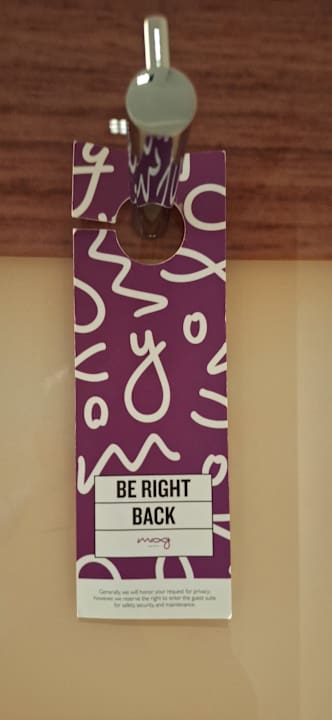 BE RIGHT
BACK
mog
Generally we will honor your request for privacy;
however, we reserve the right to enter the guest suite
for safety, security, and maintenance.